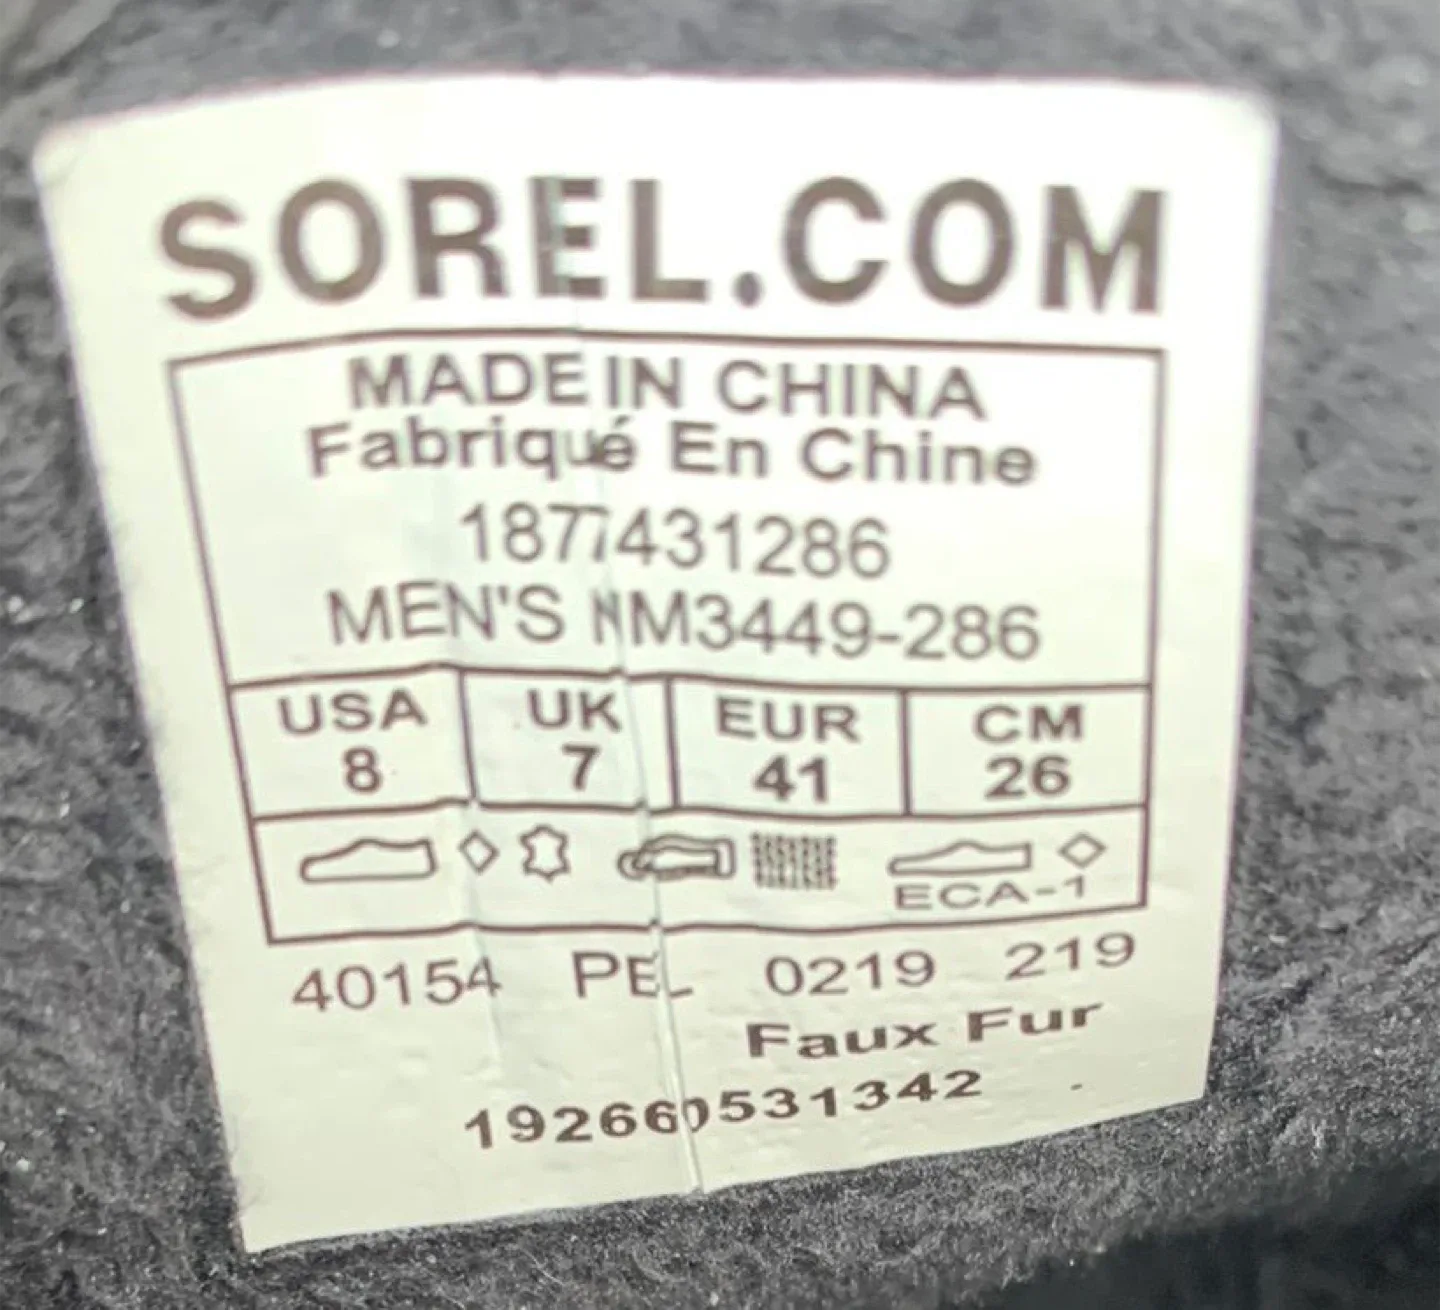 SOREL.COM
MADE IN CHINA
Fabriqué En Chine
1877431286
MEN'S NM3449-286
USA UK EUR CM
8 7 41 26
ECA-1
40154 PEL 0219 219
Faux Fur
192660531342